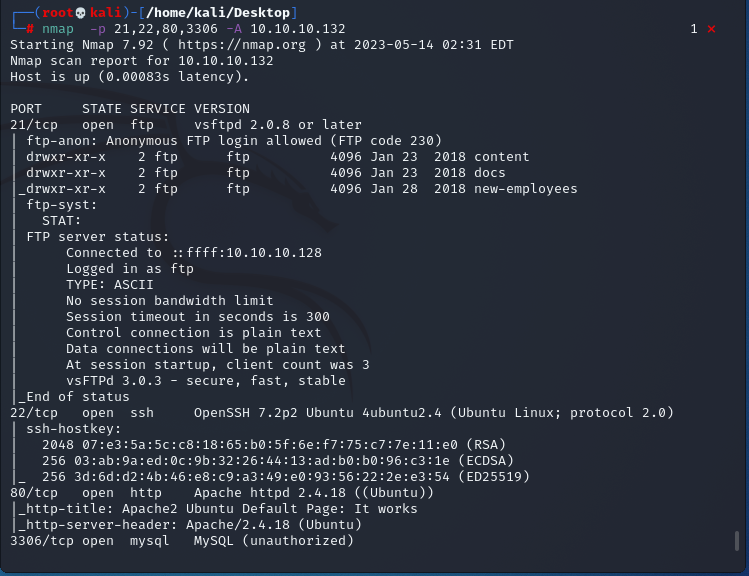 ┌──(root💀kali)-[/home/kali/Desktop]
└─# nmap  -p 21,22,80,3306 -A 10.10.10.132 1 ⨯
Starting Nmap 7.92 ( https://nmap.org ) at 2023-05-14 02:31 EDT
Nmap scan report for 10.10.10.132
Host is up (0.00083s latency).
PORT     STATE SERVICE VERSION
21/tcp   open  ftp     vsftpd 2.0.8 or later
| ftp-anon: Anonymous FTP login allowed (FTP code 230)
| drwxr-xr-x    2 ftp      ftp          4096 Jan 23  2018 content
| drwxr-xr-x    2 ftp      ftp          4096 Jan 23  2018 docs
|_drwxr-xr-x    2 ftp      ftp          4096 Jan 28  2018 new-employees
| ftp-syst:
|   STAT:
| FTP server status:
|      Connected to ::ffff:10.10.10.128
|      Logged in as ftp
|      TYPE: ASCII
|      No session bandwidth limit
|      Session timeout in seconds is 300
|      Control connection is plain text
|      Data connections will be plain text
|      At session startup, client count was 3
|      vsFTPd 3.0.3 - secure, fast, stable
|_End of status
22/tcp   open  ssh     OpenSSH 7.2p2 Ubuntu 4ubuntu2.4 (Ubuntu Linux; protocol 2.0)
| ssh-hostkey:
|   2048 07:e3:5a:5c:c8:18:65:b0:5f:6e:f7:75:c7:7e:11:e0 (RSA)
|   256 03:ab:9a:ed:0c:9b:32:26:44:13:ad:b0:b0:96:c3:1e (ECDSA)
|_  256 3d:6d:d2:4b:46:e8:c9:a3:49:e0:93:56:22:2e:e3:54 (ED25519)
80/tcp   open  http    Apache httpd 2.4.18 ((Ubuntu))
|_http-title: Apache2 Ubuntu Default Page: It works
|_http-server-header: Apache/2.4.18 (Ubuntu)
3306/tcp open  mysql   MySQL (unauthorized)